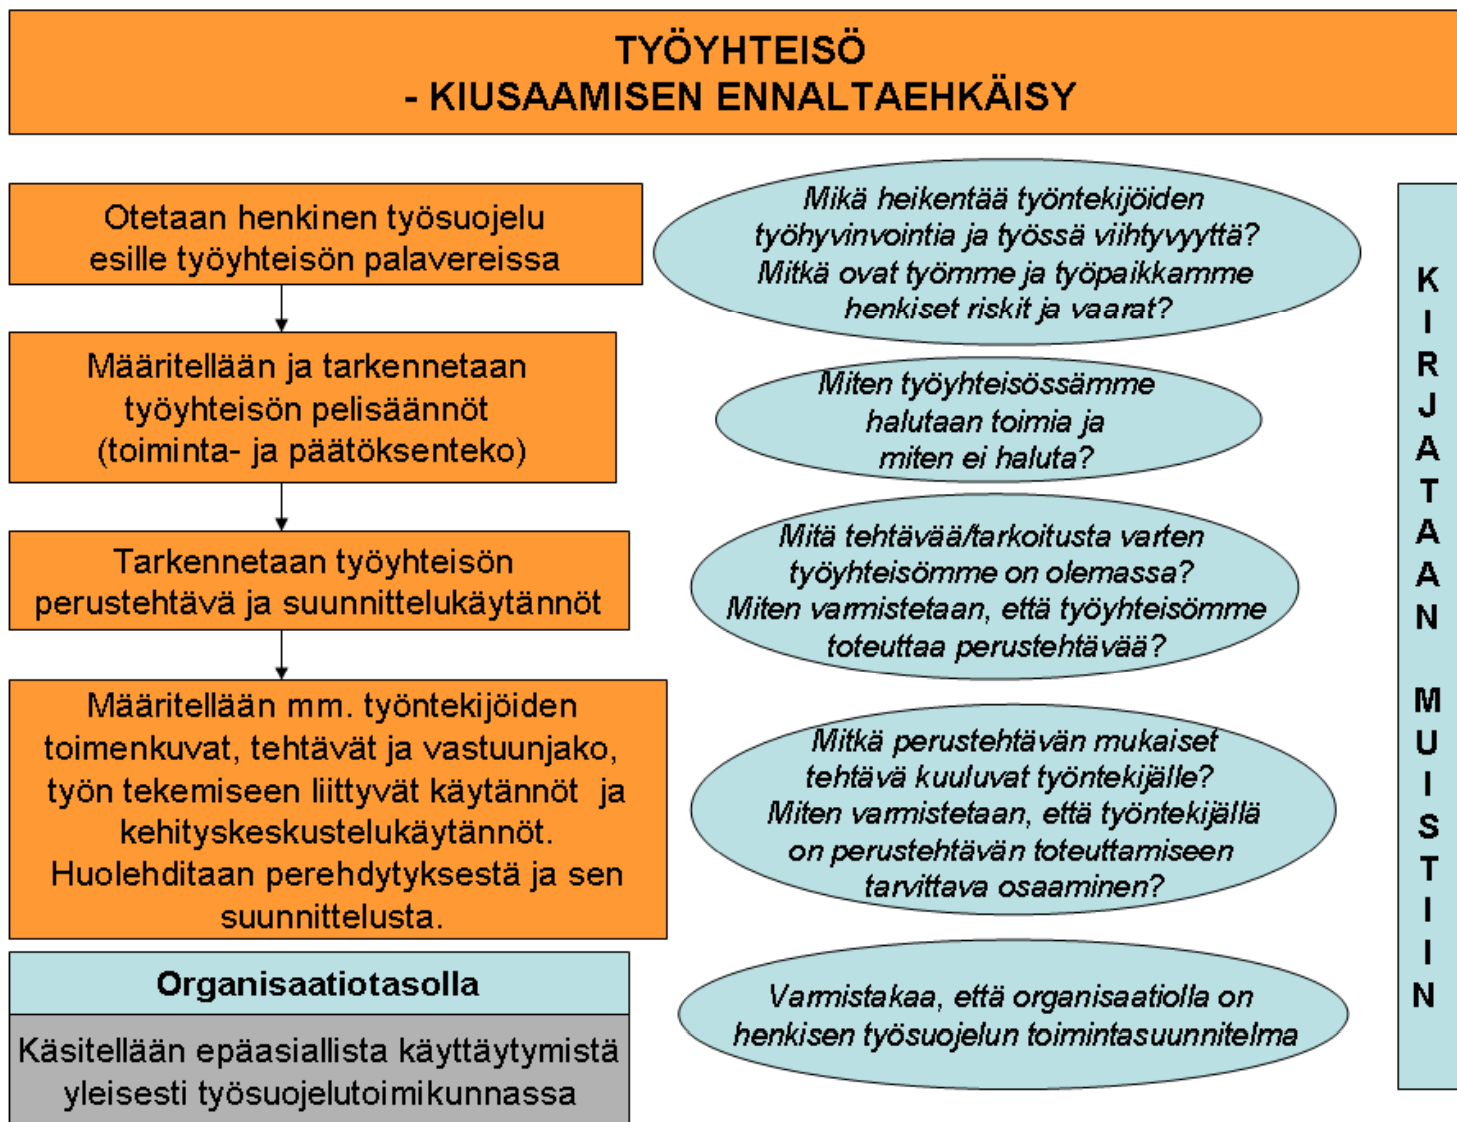 TYÖYHTEISÖ
- KIUSAAMISEN ENNALTAEHKÄISY
Otetaan henkinen työsuojelu
esille työyhteisön palavereissa
Mikä heikentää työntekijöiden
työhyvinvointia ja työssä viihtyvyyttä?
Mitkä ovat työmme ja työpaikkamme
henkiset riskit ja vaarat?
Määritellään ja tarkennetaan
työyhteisön pelisäännöt
(toiminta- ja päätöksenteko)
Miten työyhteisössämme
halutaan toimia ja
miten ei haluta?
Tarkennetaan työyhteisön
perustehtävä ja suunnittelukäytännöt
Mitä tehtävää/tarkoitusta varten
työyhteisömme on olemassa?
Miten varmistetaan, että työyhteisömme
toteuttaa perustehtävää?
Määritellään mm. työntekijöiden
toimenkuvat, tehtävät ja vastuunjako,
työn tekemiseen liittyvät käytännöt ja
kehityskeskustelukäytännöt.
Huolehditaan perehdytyksestä ja sen
suunnittelusta.
Mitkä perustehtävän mukaiset
tehtävä kuuluvat työntekijälle?
Miten varmistetaan, että työntekijällä
on perustehtävän toteuttamiseen
tarvittava osaaminen?
Organisaatiotasolla
Käsitellään epäasiallista käyttäytymistä
yleisesti työsuojelutoimikunnassa
Varmistakaa, että organisaatiolla on
henkisen työsuojelun toimintasuunnitelma
KIRJATAAN MUISTIIN